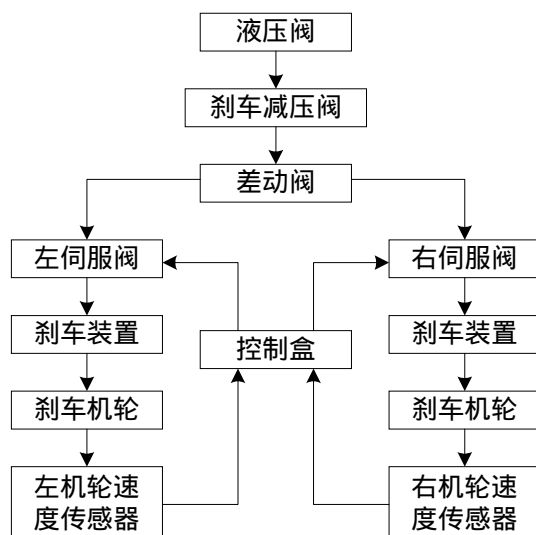 液压阀
刹车减压阀
差动阀
左伺服阀
右伺服阀
刹车装置
控制盒
刹车装置
刹车机轮
刹车机轮
左机轮速
度传感器
右机轮速
度传感器